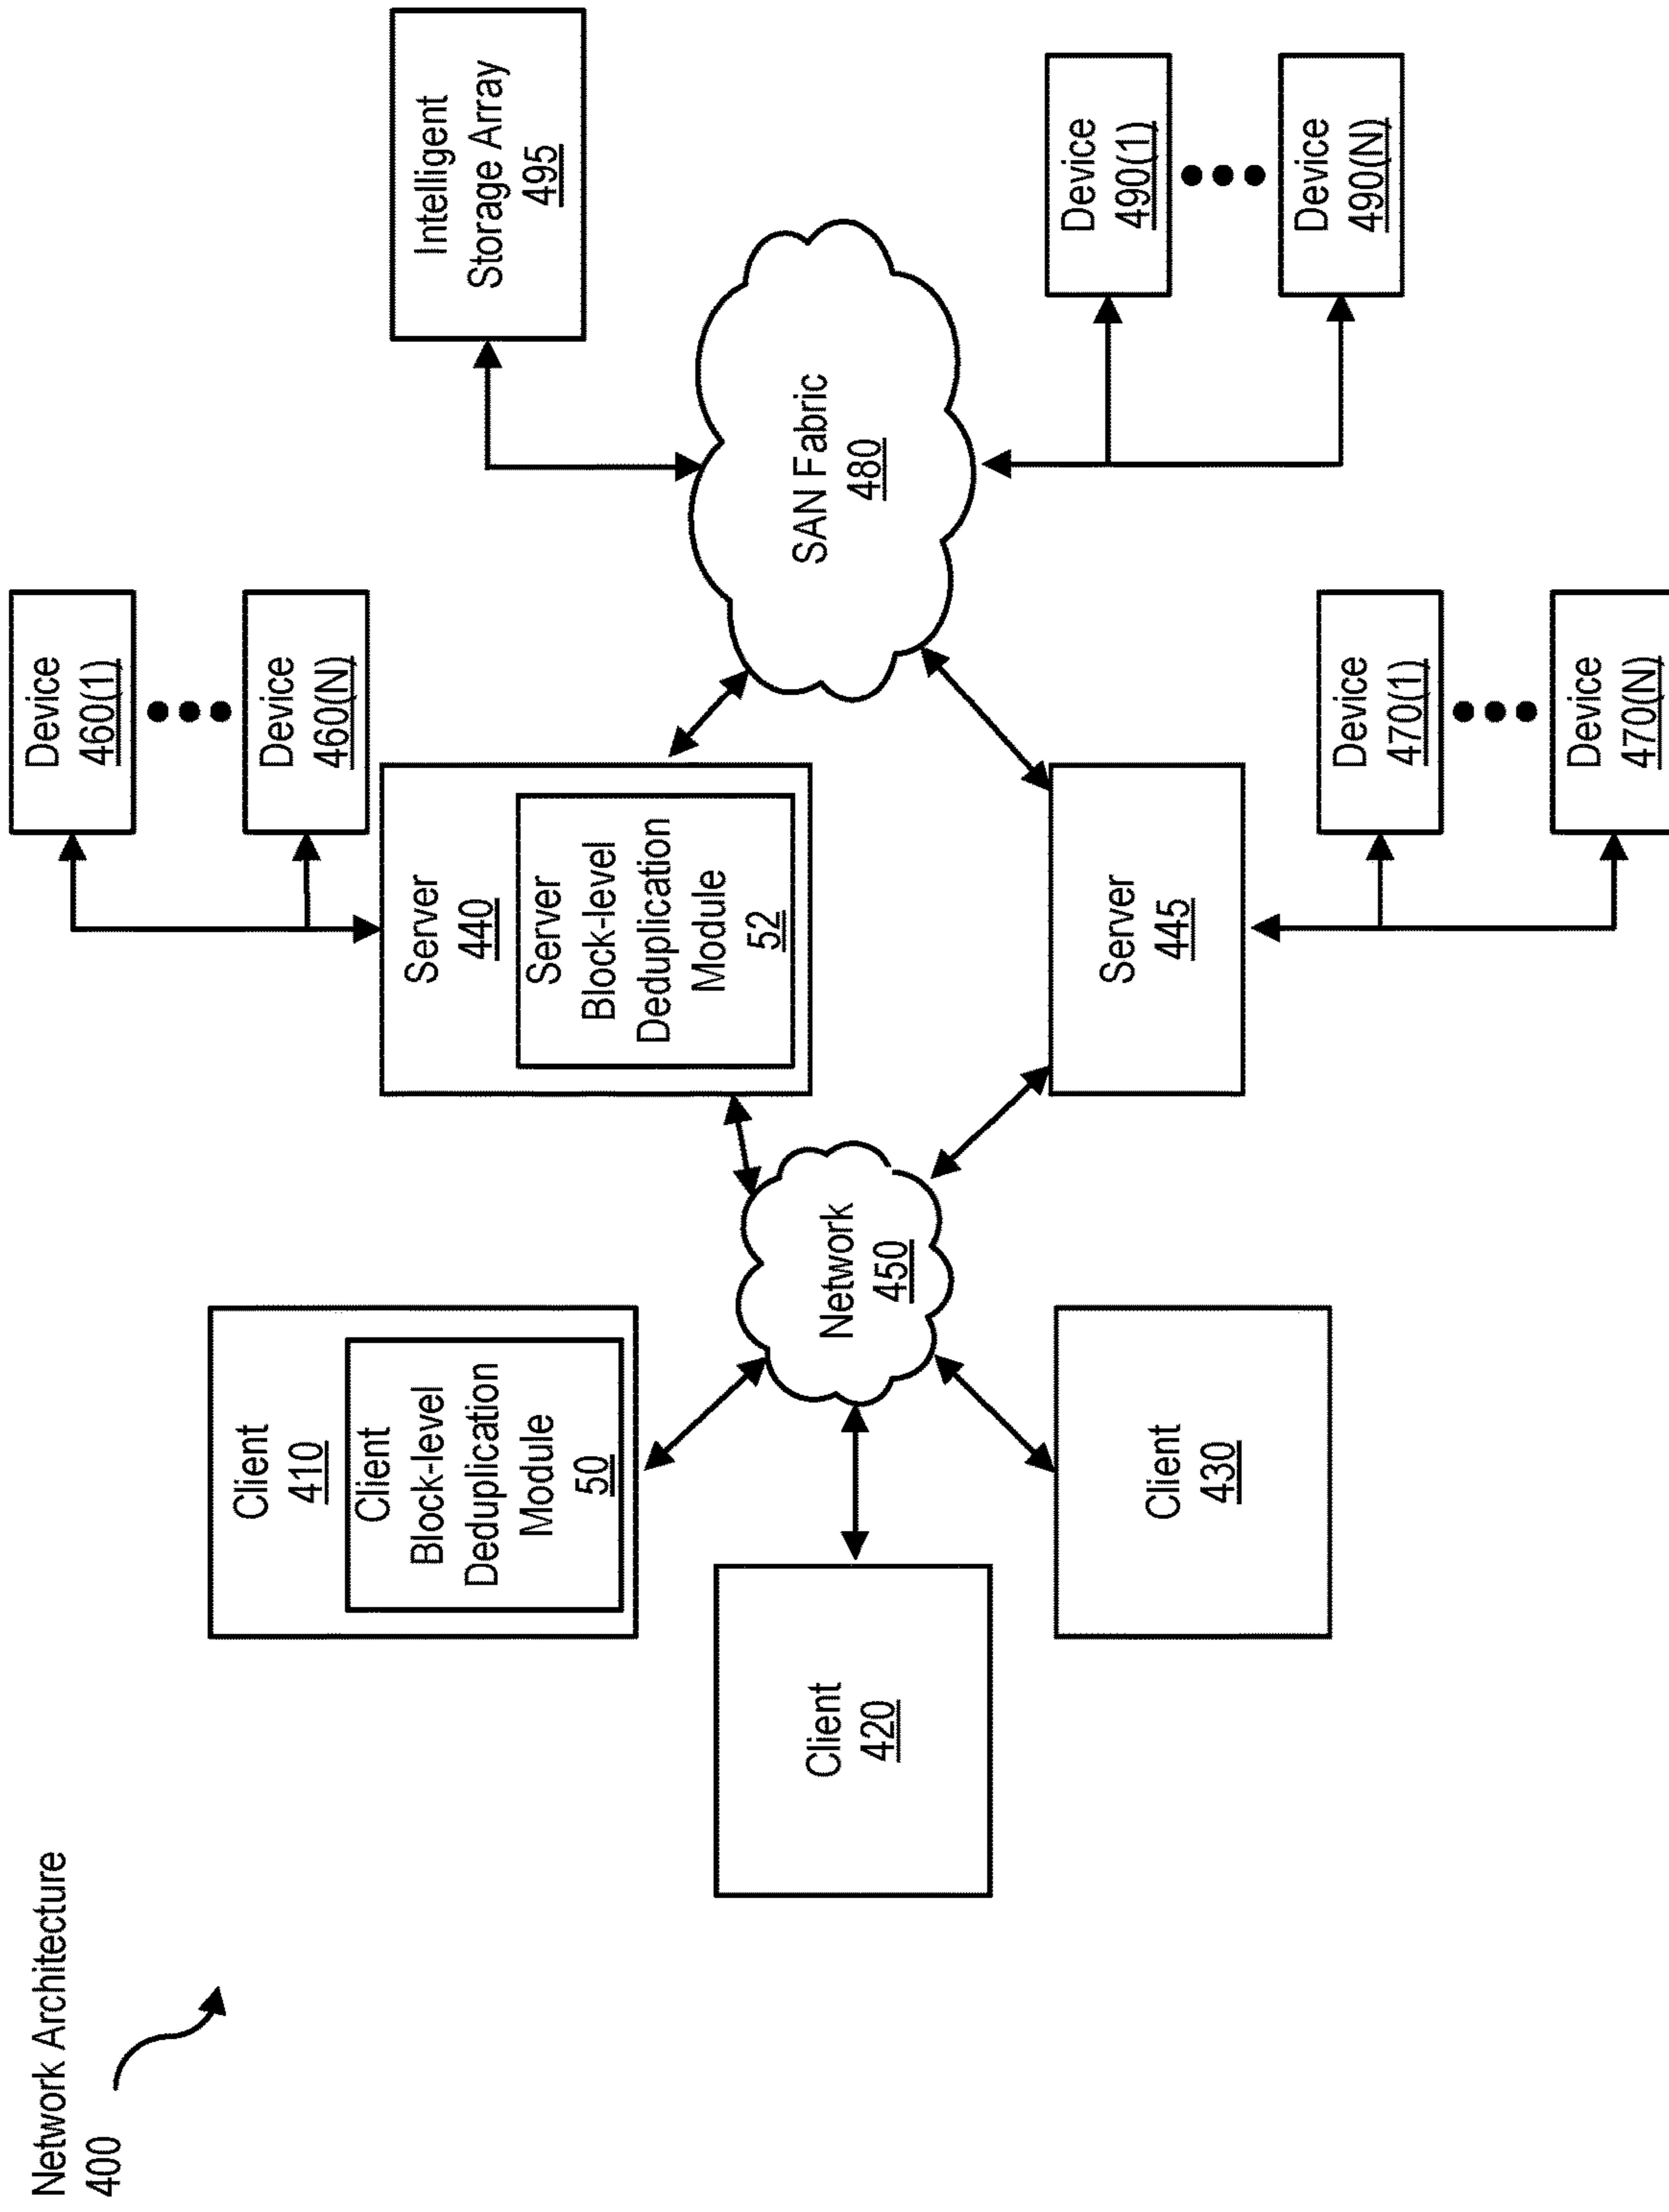 Network Architecture
400
Client
410
Client
Block-level
Deduplication
Module
50
Client
420
Client
430
Network
450
Server
440
Server
Block-level
Deduplication
Module
52
Server
445
Device
460(1)
Device
460(N)
Device
470(1)
Device
470(N)
SAN Fabric
480
Intelligent
Storage Array
495
Device
490(1)
Device
490(N)